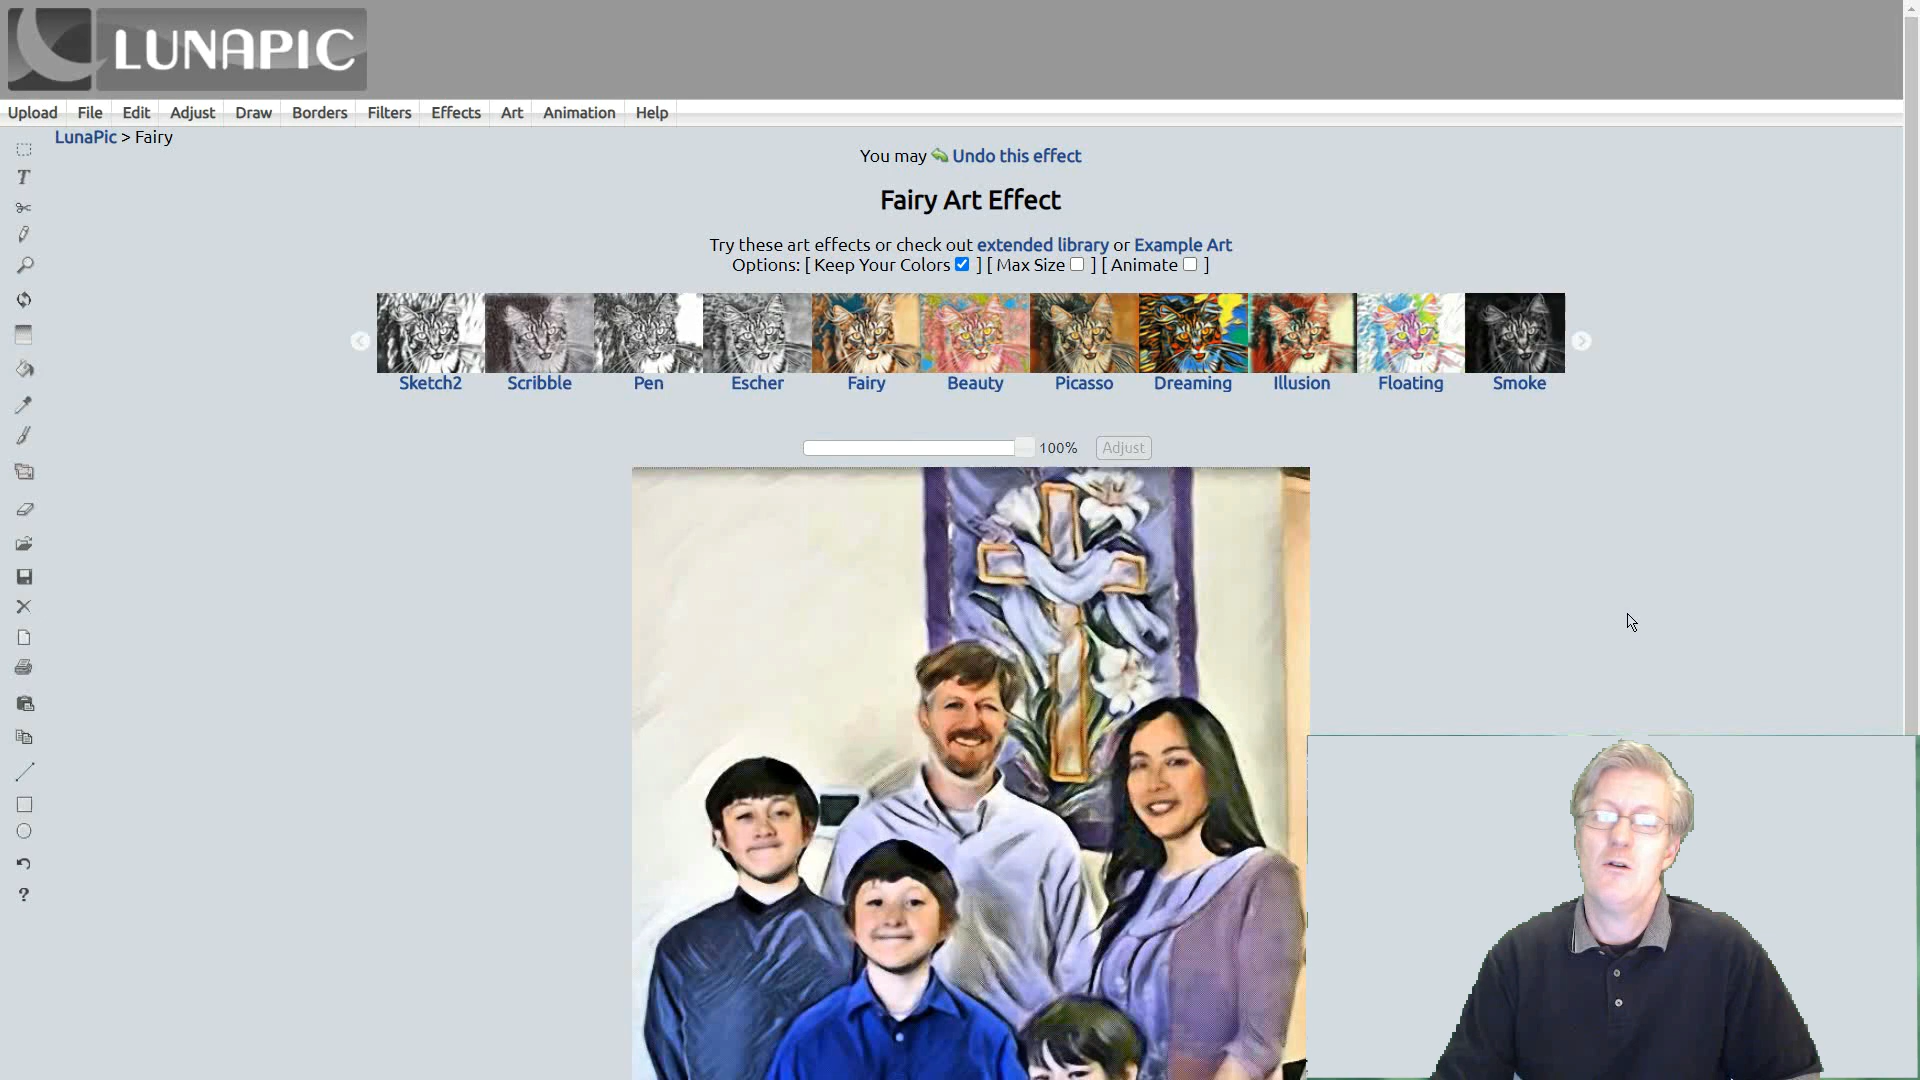 LUNAPIC
Upload File Edit Adjust Draw Borders Filters Effects Art Animation Help
LunaPic > Fairy
You may Undo this effect
Fairy Art Effect
Try these art effects or check out extended library or Example Art
Options: [ Keep Your Colors ] [ Max Size ] [ Animate ]
Sketch2 Scribble Pen Escher Fairy Beauty Picasso Dreaming Illusion Floating Smoke
100% Adjust